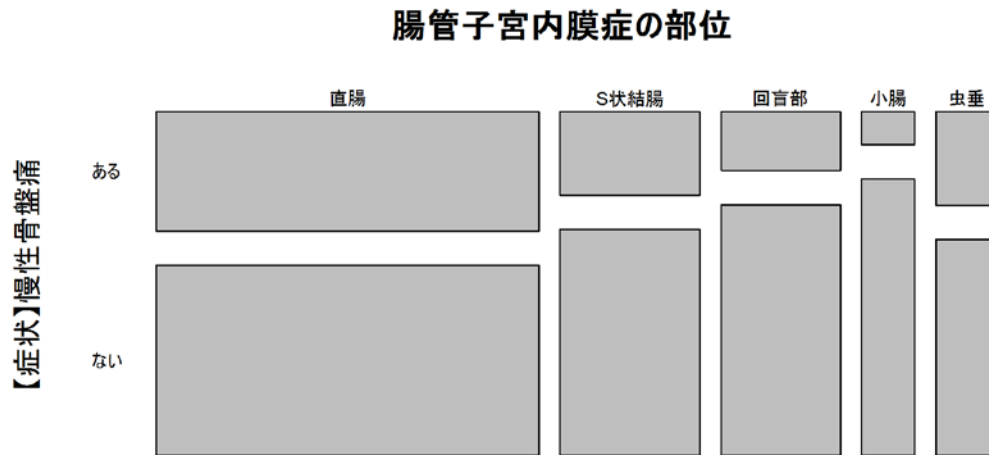 腸管子宮内膜症の部位
直腸
S状結腸
回盲部
小腸
虫垂
【症状】慢性骨盤痛
ある
ない